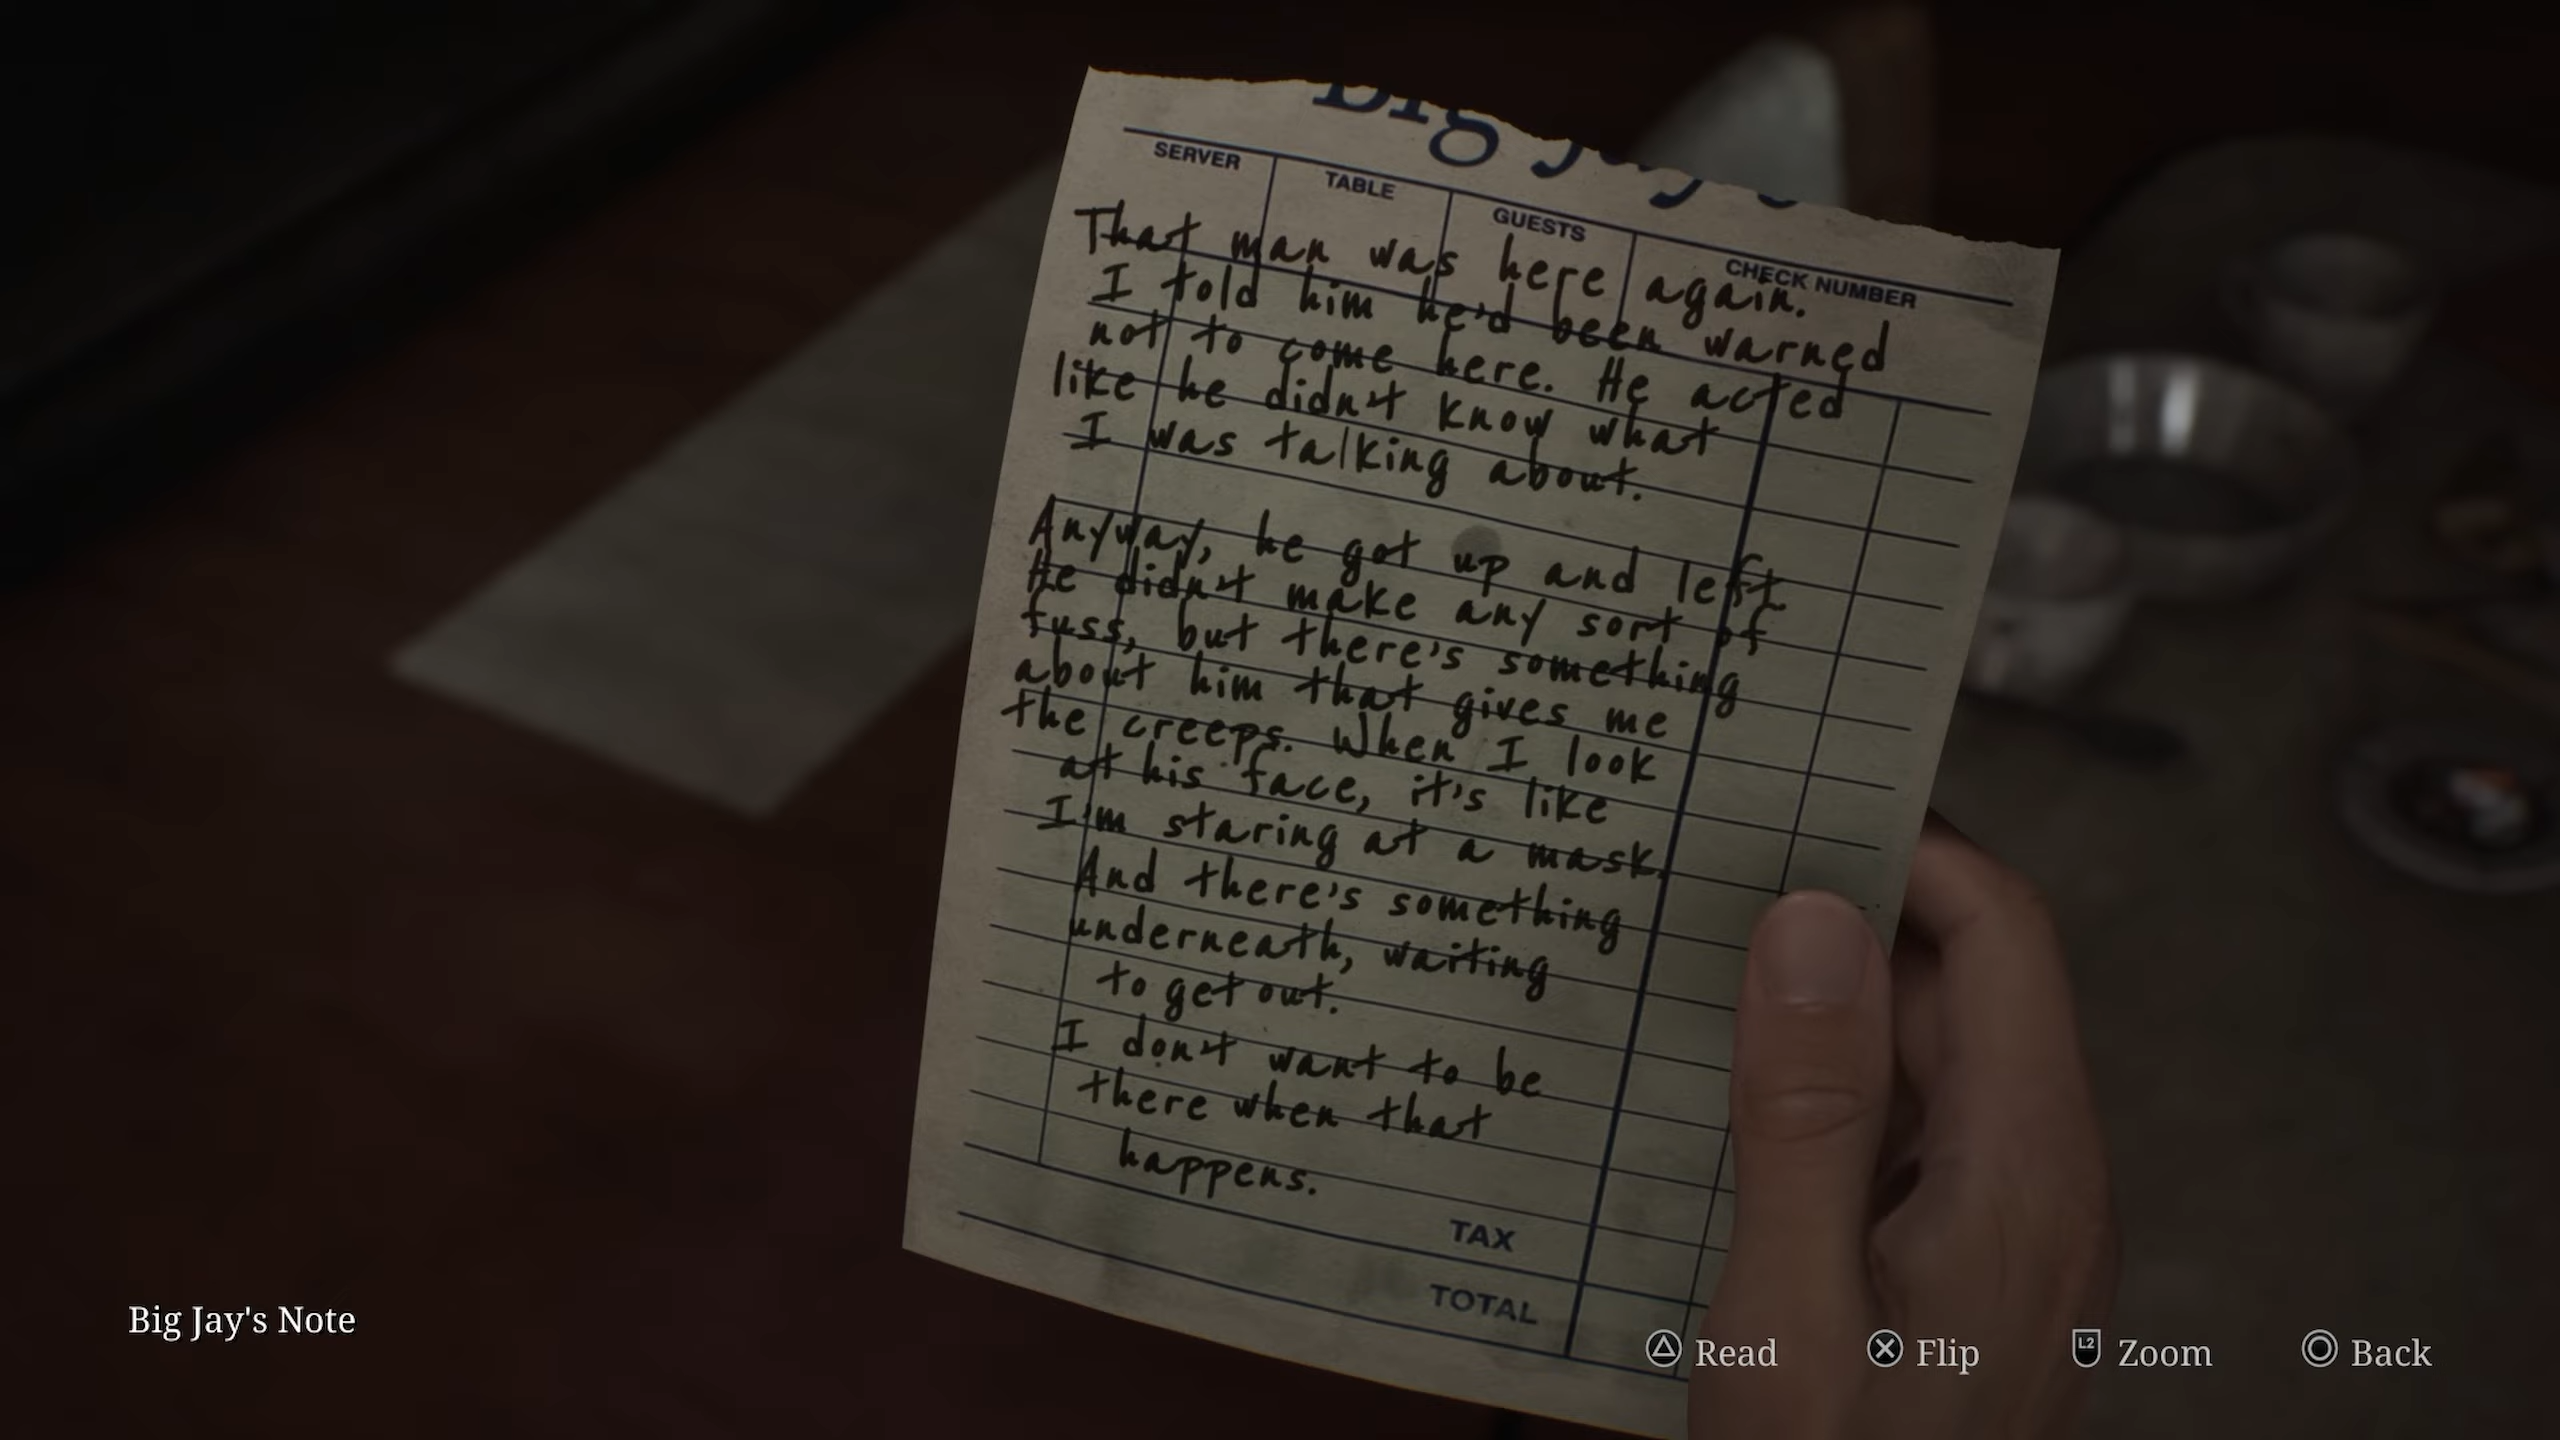 Big Jay's
SERVER
TABLE
GUESTS
CHECK NUMBER
That man was here again.
I told him he'd been warned
not to come here. He acted
like he didn't know what
I was talking about.
Anyway, he got up and left
He didn't make any sort of
fuss, but there's something
about him that gives me
the creeps. When I look
at his face, it's like
I'm staring at a mask.
And there's something
underneath, waiting
to get out.
I don't want to be
there when that
happens.
TAX
TOTAL
Big Jay's Note
Read
Flip
L2 Zoom
Back